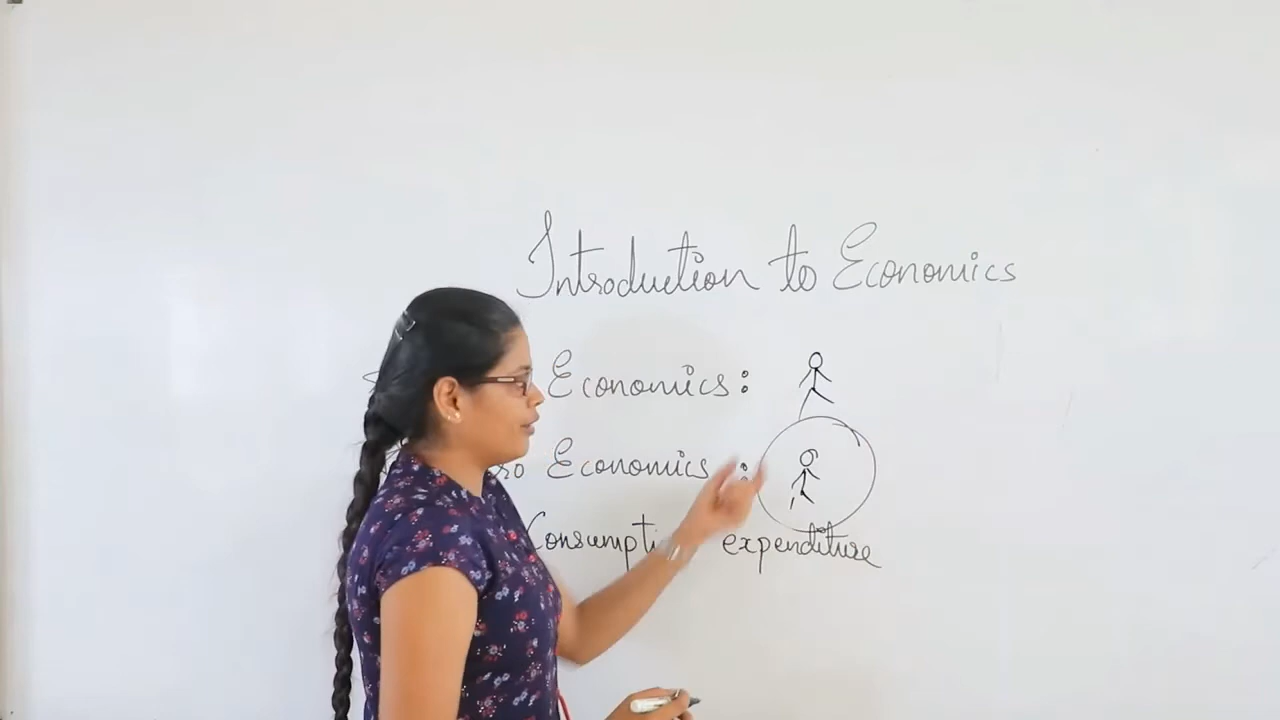 Introduction to Economics
Economics:
Economics :
expenditure